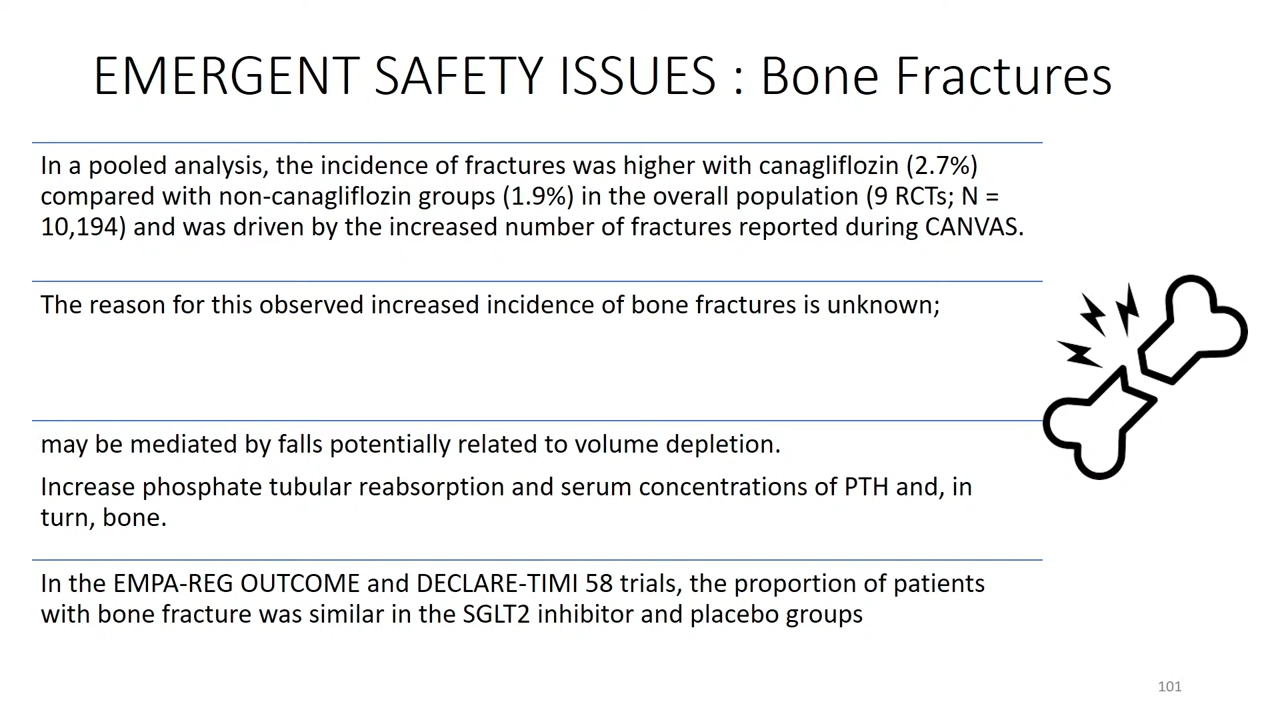 EMERGENT SAFETY ISSUES : Bone Fractures
In a pooled analysis, the incidence of fractures was higher with canagliflozin (2.7%)
compared with non-canagliflozin groups (1.9%) in the overall population (9 RCTs; N =
10,194) and was driven by the increased number of fractures reported during CANVAS.
The reason for this observed increased incidence of bone fractures is unknown;
may be mediated by falls potentially related to volume depletion.
Increase phosphate tubular reabsorption and serum concentrations of PTH and, in
turn, bone.
In the EMPA-REG OUTCOME and DECLARE-TIMI 58 trials, the proportion of patients
with bone fracture was similar in the SGLT2 inhibitor and placebo groups
101